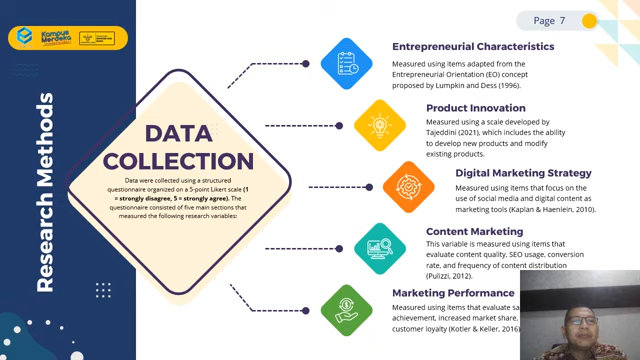 Page 7
Kampus
Merdeka
Research Methods
DATA
COLLECTION
Data were collected using a structured
questionnaire organized on a 5-point Likert scale (1
= strongly disagree, 5 = strongly agree). The
questionnaire consisted of five main sections that
measured the following research variables:
Entrepreneurial Characteristics
Measured using items adapted from the
Entrepreneurial Orientation (EO) concept
proposed by Lumpkin and Dess (1996).
Product Innovation
Measured using a scale developed by
Tajeddini (2021), which includes the ability
to develop new products and modify
existing products.
Digital Marketing Strategy
Measured using items that focus on the
use of social media and digital content as
marketing tools (Kaplan & Haenlein, 2010).
Content Marketing
This variable is measured using items that
evaluate content quality, SEO usage, conversion
rate, and frequency of content distribution
(Pulizzi, 2012).
Marketing Performance
Measured using items that evaluate sa
achievement, increased market share,
customer loyalty (Kotler & Keller, 2016)